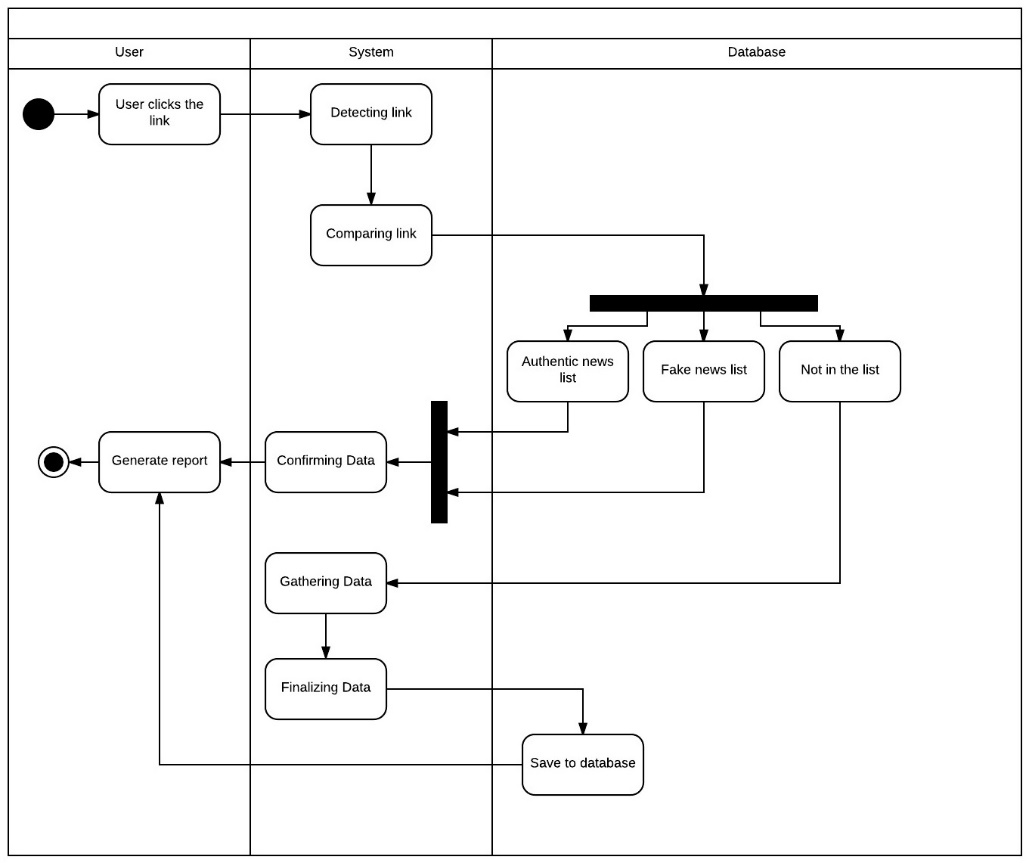 User
System
Database
User clicks the
link
Detecting link
Comparing link
Authentic news
list
Fake news list
Not in the list
Generate report
Confirming Data
Gathering Data
Finalizing Data
Save to database